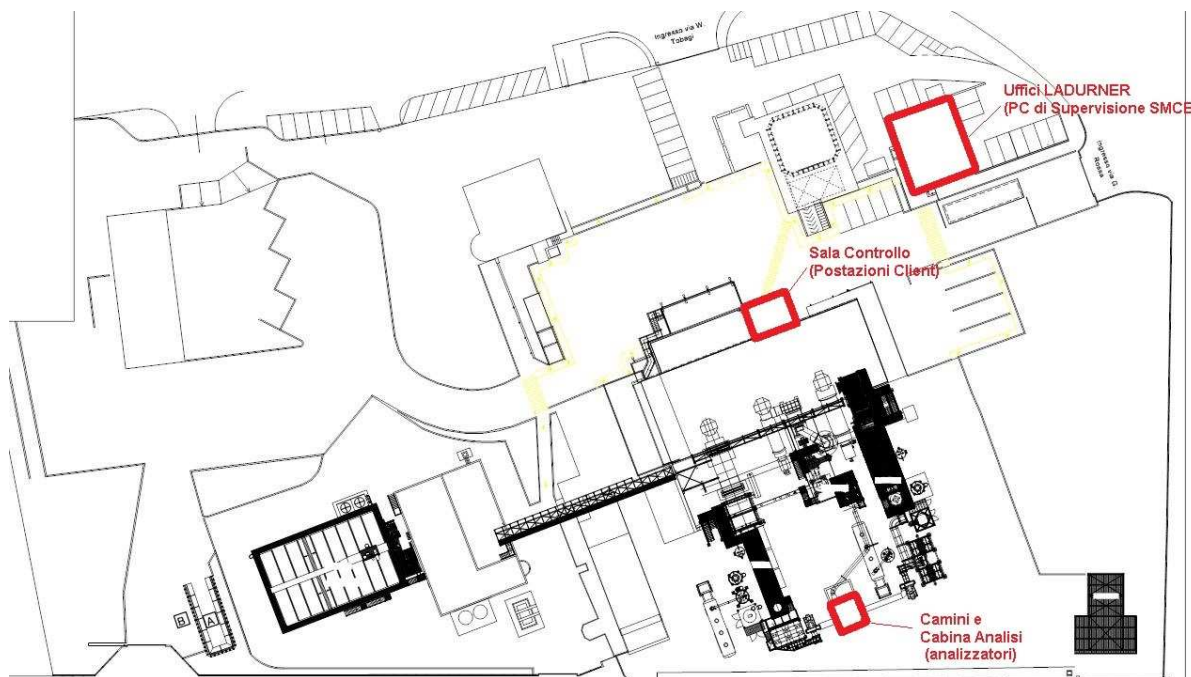 Ingresso via W.
Tobagi
Uffici LADURNER
(PC di Supervisione SMCE
Ingresso via G.
Rossa
Sala Controllo
(Postazioni Client)
B
A
Camini e
Cabina Analisi
(analizzatori)